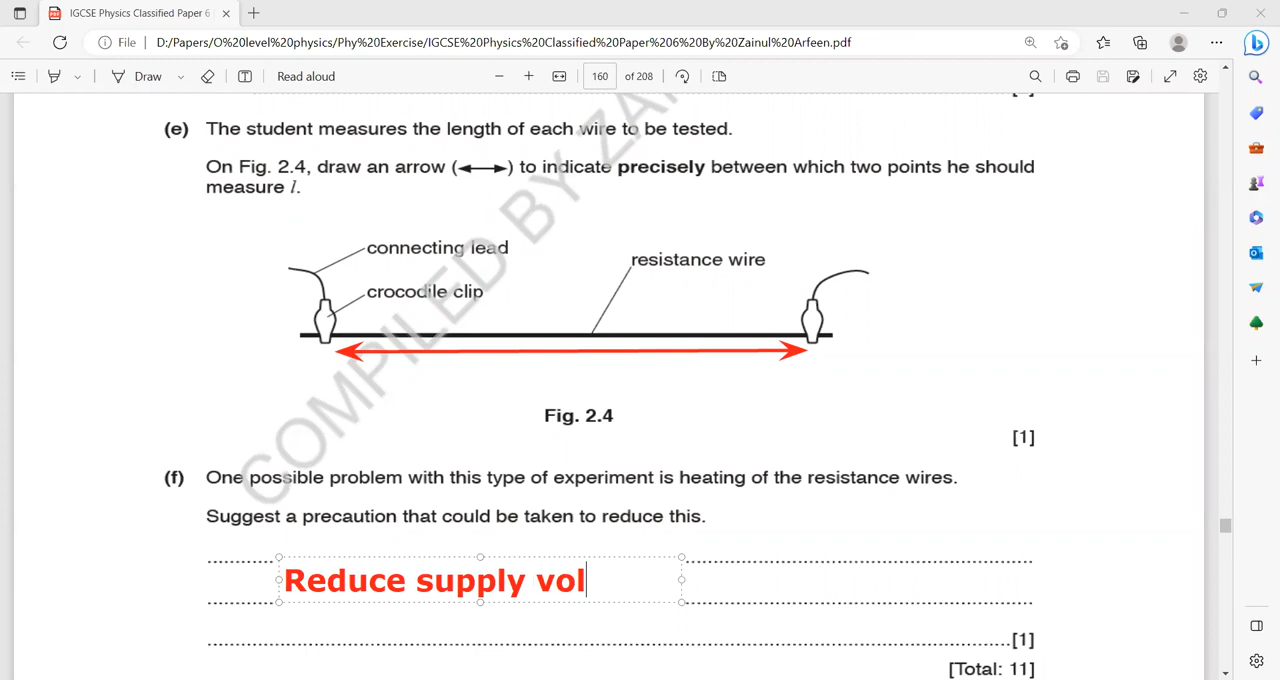 IGCSE Physics Classified Paper 6
File D:/Papers/O%20level%20physics/Phy%20Exercise/IGCSE%20Physics%20Classified%20Paper%206%20By%20Zainul%20Arfeen.pdf
Draw Read aloud 160 of 208
(e) The student measures the length of each wire to be tested.
On Fig. 2.4, draw an arrow (⟷) to indicate precisely between which two points he should
measure l.
connecting lead
resistance wire
crocodile clip
COMPILED BY ZA
Fig. 2.4
[1]
(f) One possible problem with this type of experiment is heating of the resistance wires.
Suggest a precaution that could be taken to reduce this.
Reduce supply vol
[1]
[Total: 11]